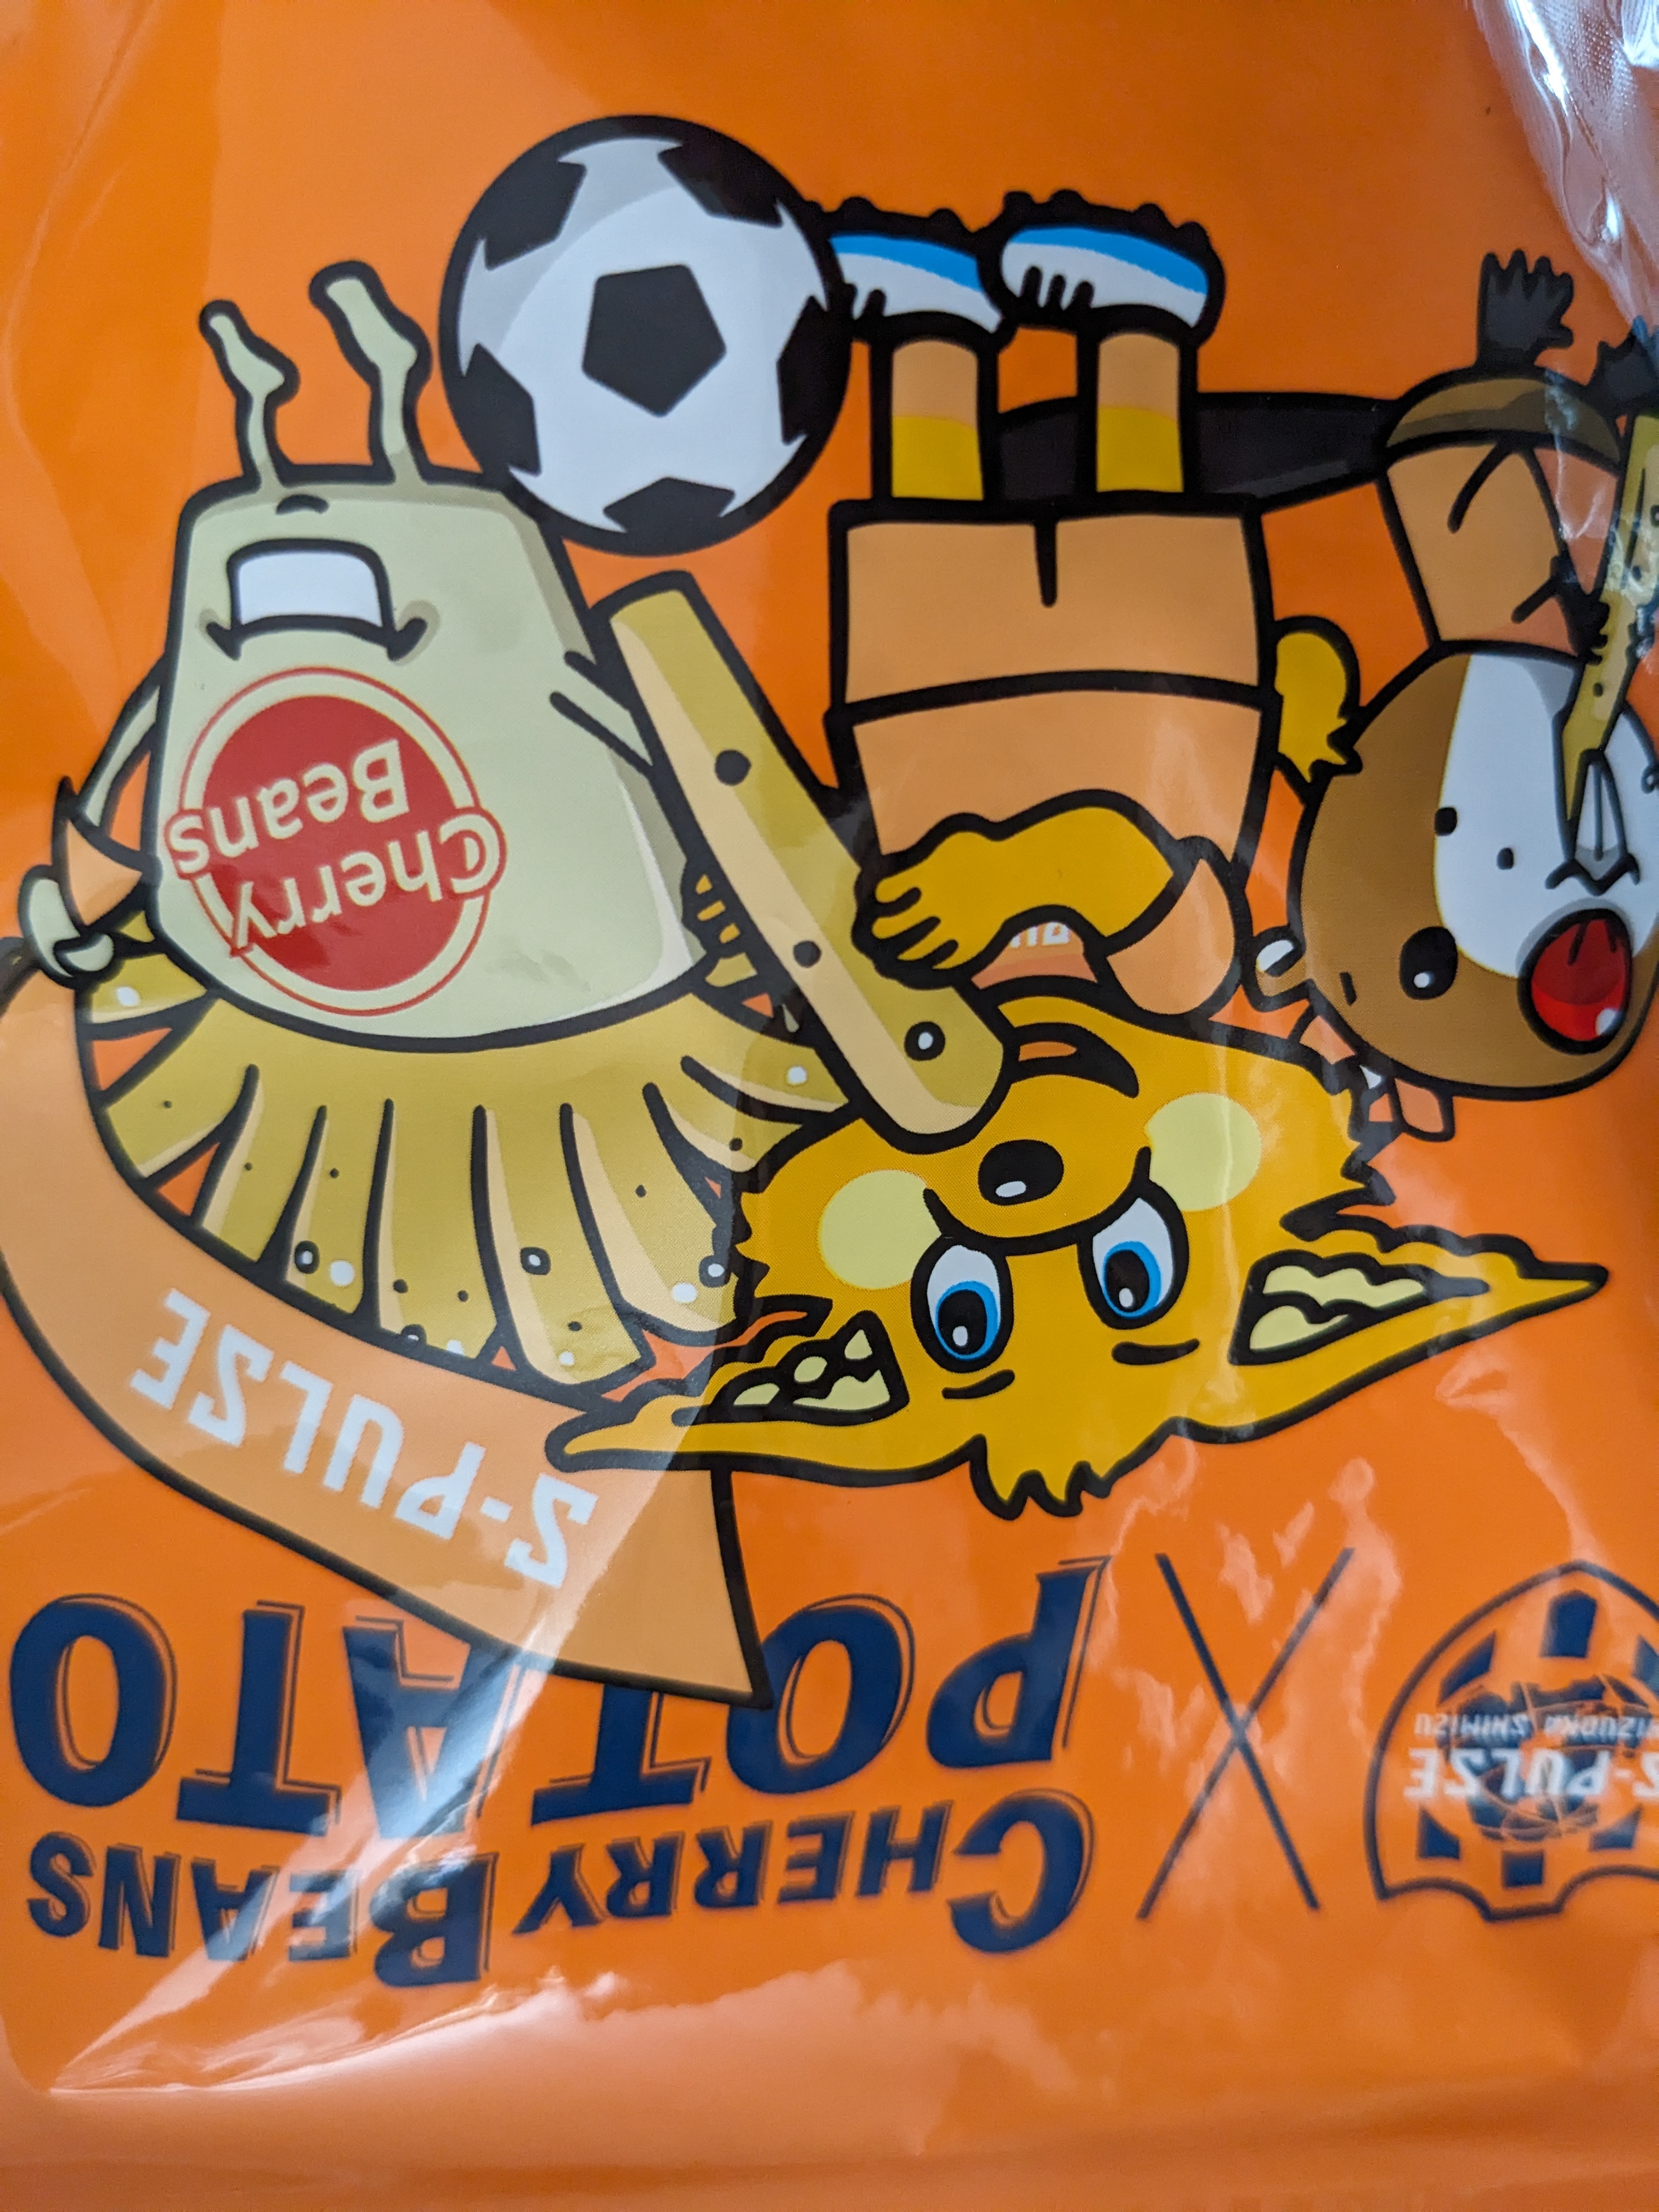 S-PULSE
CHERRY BEANS
POTATO
S-PULSE
Cherry
Beans